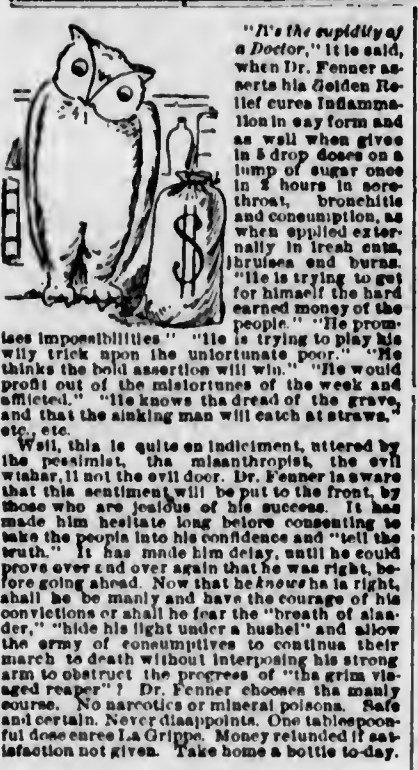 "It's the cupidity of
a Doctor," it is said,
when Dr. Fenner as-
serts his Golden Re-
lief cures Inflamma-
tion in any form and
as well when given
in 5 drop doses on a
lump of sugar once
in 2 hours in sore-
throat, bronchitis
and consumption, as
when applied exter-
nally in fresh cuts,
bruises and burns.
"He is trying to get
for himself the hard
earned money of the
people." "He prom-
ises impossibilities." "He is trying to play his
wily trick upon the unfortunate poor." "He
thinks the bold assertion will win." "He would
profit out of the misfortunes of the weak and
afflicted." "He knows the dread of the grave,
and that the sinking man will catch at straws,"
etc., etc.
Well, this is quite an indictment, uttered by
the pessimist, the misanthropist, the evil
wisher, if not the evil doer. Dr. Fenner is aware
that this sentiment will be put to the front, by
those who are jealous of his success. It has
made him hesitate long before consenting to
take the people into his confidence and "tell the
truth." It has made him delay, until he could
prove over and over again that he was right, be-
fore going ahead. Now that he knows he is right,
shall he be manly and have the courage of his
convictions or shall he fear the "breath of slan-
der," "hide his light under a bushel" and allow
the army of consumptives to continue their
march to death without interposing his strong
arm to obstruct the progress of "the grim vis-
aged reaper"? Dr. Fenner chooses the manly
course. No narcotics or mineral poisons. Safe
and certain. Never disappoints. One tablespoon-
ful dose cures La Grippe. Money refunded if sat-
isfaction not given. Take home a bottle to-day.
$